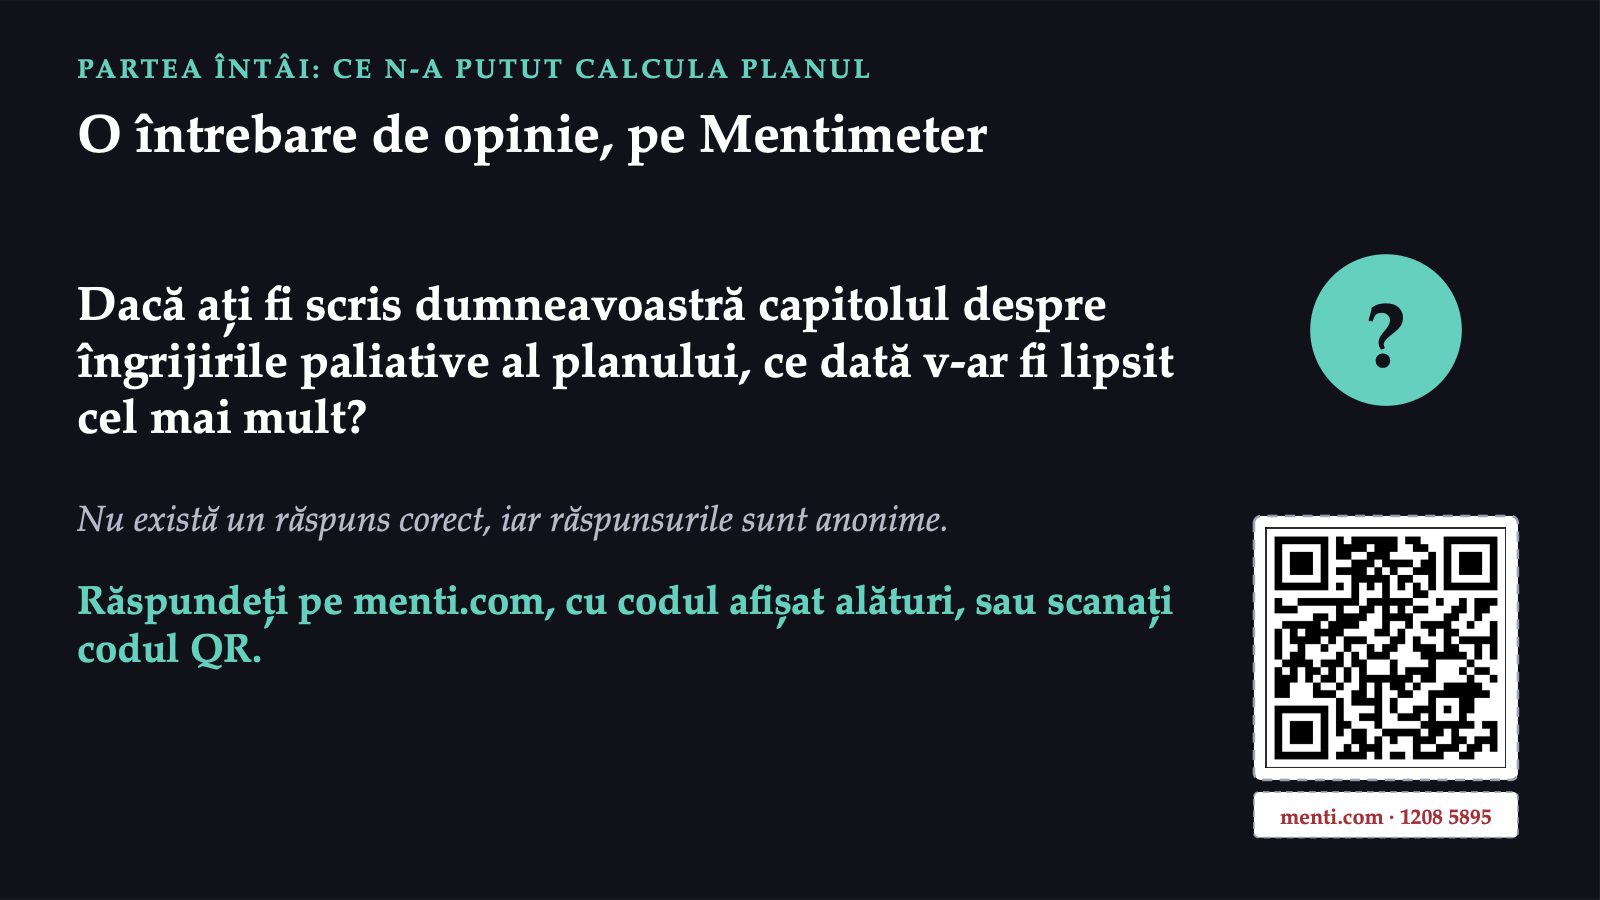 PARTEA ÎNTÂI: CE N-A PUTUT CALCULA PLANUL
O întrebare de opinie, pe Mentimeter
Dacă ați fi scris dumneavoastră capitolul despre
îngrijirile paliative al planului, ce dată v-ar fi lipsit
cel mai mult?
?
Nu există un răspuns corect, iar răspunsurile sunt anonime.
Răspundeți pe menti.com, cu codul afișat alături, sau scanați
codul QR.
menti.com · 1208 5895